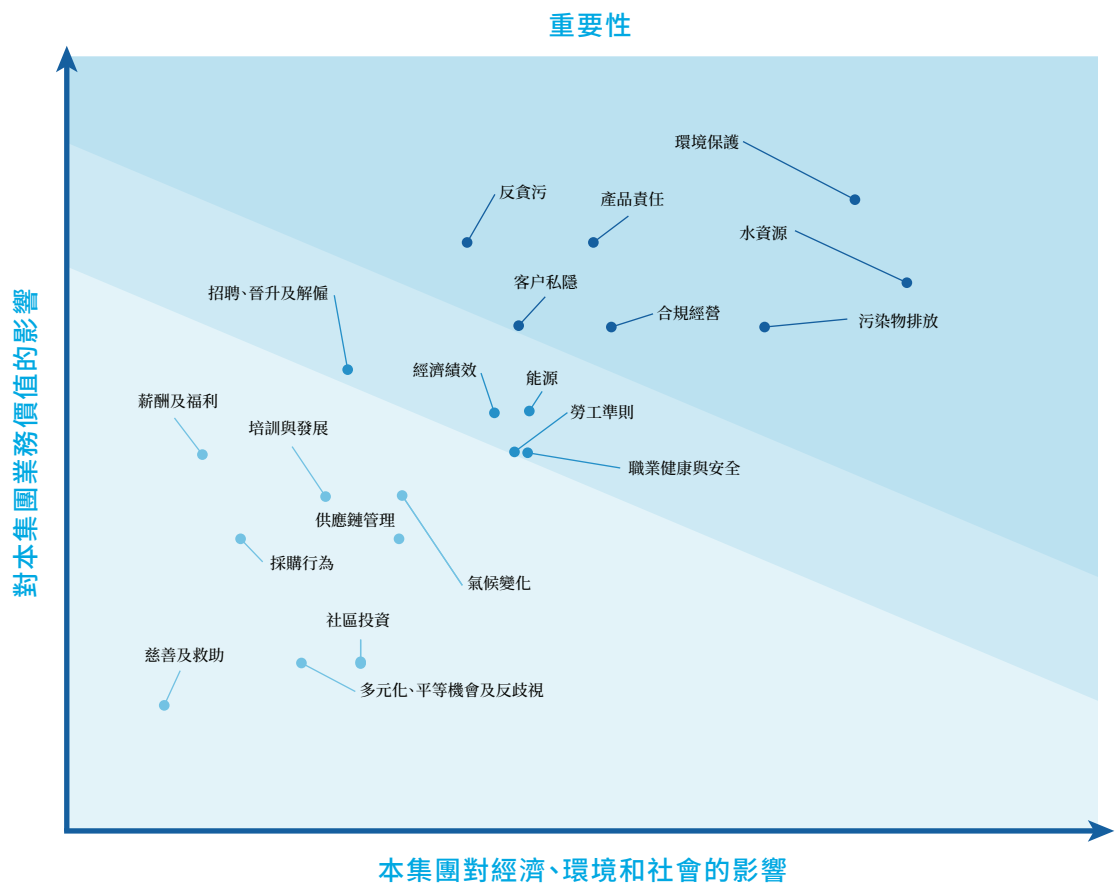 重要性
環境保護
反貪污
產品責任
水資源
客户私隱
招聘、晉升及解僱
合規經營
污染物排放
經濟績效
能源
薪酬及福利
勞工準則
培訓與發展
職業健康與安全
供應鏈管理
採購行為
氣候變化
社區投資
慈善及救助
多元化、平等機會及反歧視
對本集團業務價值的影響
本集團對經濟、環境和社會的影響